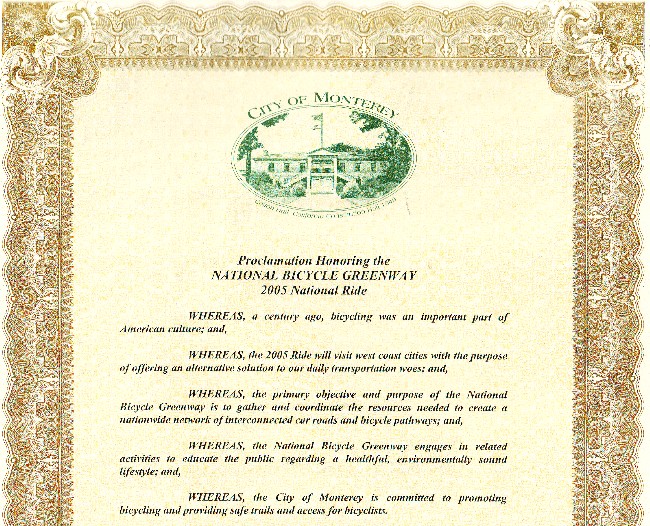 CITY OF MONTEREY
Proclamation Honoring the
NATIONAL BICYCLE GREENWAY
2005 National Ride
WHEREAS, a century ago, bicycling was an important part of
American culture; and,
WHEREAS, the 2005 Ride will visit west coast cities with the purpose
of offering an alternative solution to our daily transportation woes; and,
WHEREAS, the primary objective and purpose of the National
Bicycle Greenway is to gather and coordinate the resources needed to create a
nationwide network of interconnected car roads and bicycle pathways; and,
WHEREAS, the National Bicycle Greenway engages in related
activities to educate the public regarding a healthful, environmentally sound
lifestyle; and,
WHEREAS, the City of Monterey is committed to promoting
bicycling and providing safe trails and access for bicyclists.